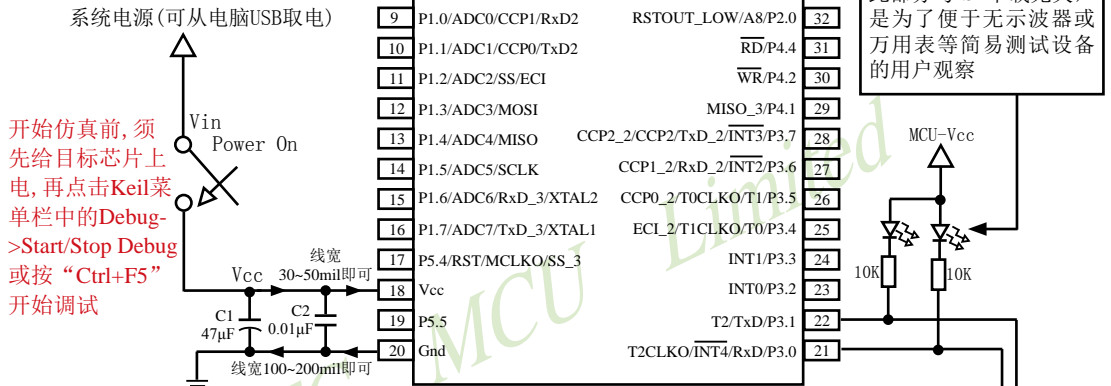 系统电源(可从电脑USB取电)
Vin
Power On
开始仿真前,须
先给目标芯片上
电,再点击Keil菜
单栏中的Debug-
>Start/Stop Debug
或按“Ctrl+F5”
开始调试
Vcc
线宽
30~50mil即可
C1
47μF
C2
0.01μF
线宽100~200mil即可
9 P1.0/ADC0/CCP1/RxD2
10 P1.1/ADC1/CCP0/TxD2
11 P1.2/ADC2/SS/ECI
12 P1.3/ADC3/MOSI
13 P1.4/ADC4/MISO
14 P1.5/ADC5/SCLK
15 P1.6/ADC6/RxD_3/XTAL2
16 P1.7/ADC7/TxD_3/XTAL1
17 P5.4/RST/MCLKO/SS_3
18 Vcc
19 P5.5
20 Gnd
RSTOUT_LOW/A8/P2.0 32
RD/P4.4 31
WR/P4.2 30
MISO_3/P4.1 29
CCP2_2/CCP2/TxD_2/INT3/P3.7 28
CCP1_2/RxD_2/INT2/P3.6 27
CCP0_2/T0CLKO/T1/P3.5 26
ECI_2/T1CLKO/T0/P3.4 25
INT1/P3.3 24
INT0/P3.2 23
T2/TxD/P3.1 22
T2CLKO/INT4/RxD/P3.0 21
是为了便于无示波器或
万用表等简易测试设备
的用户观察
MCU-Vcc
10K
10K
MCU Limited